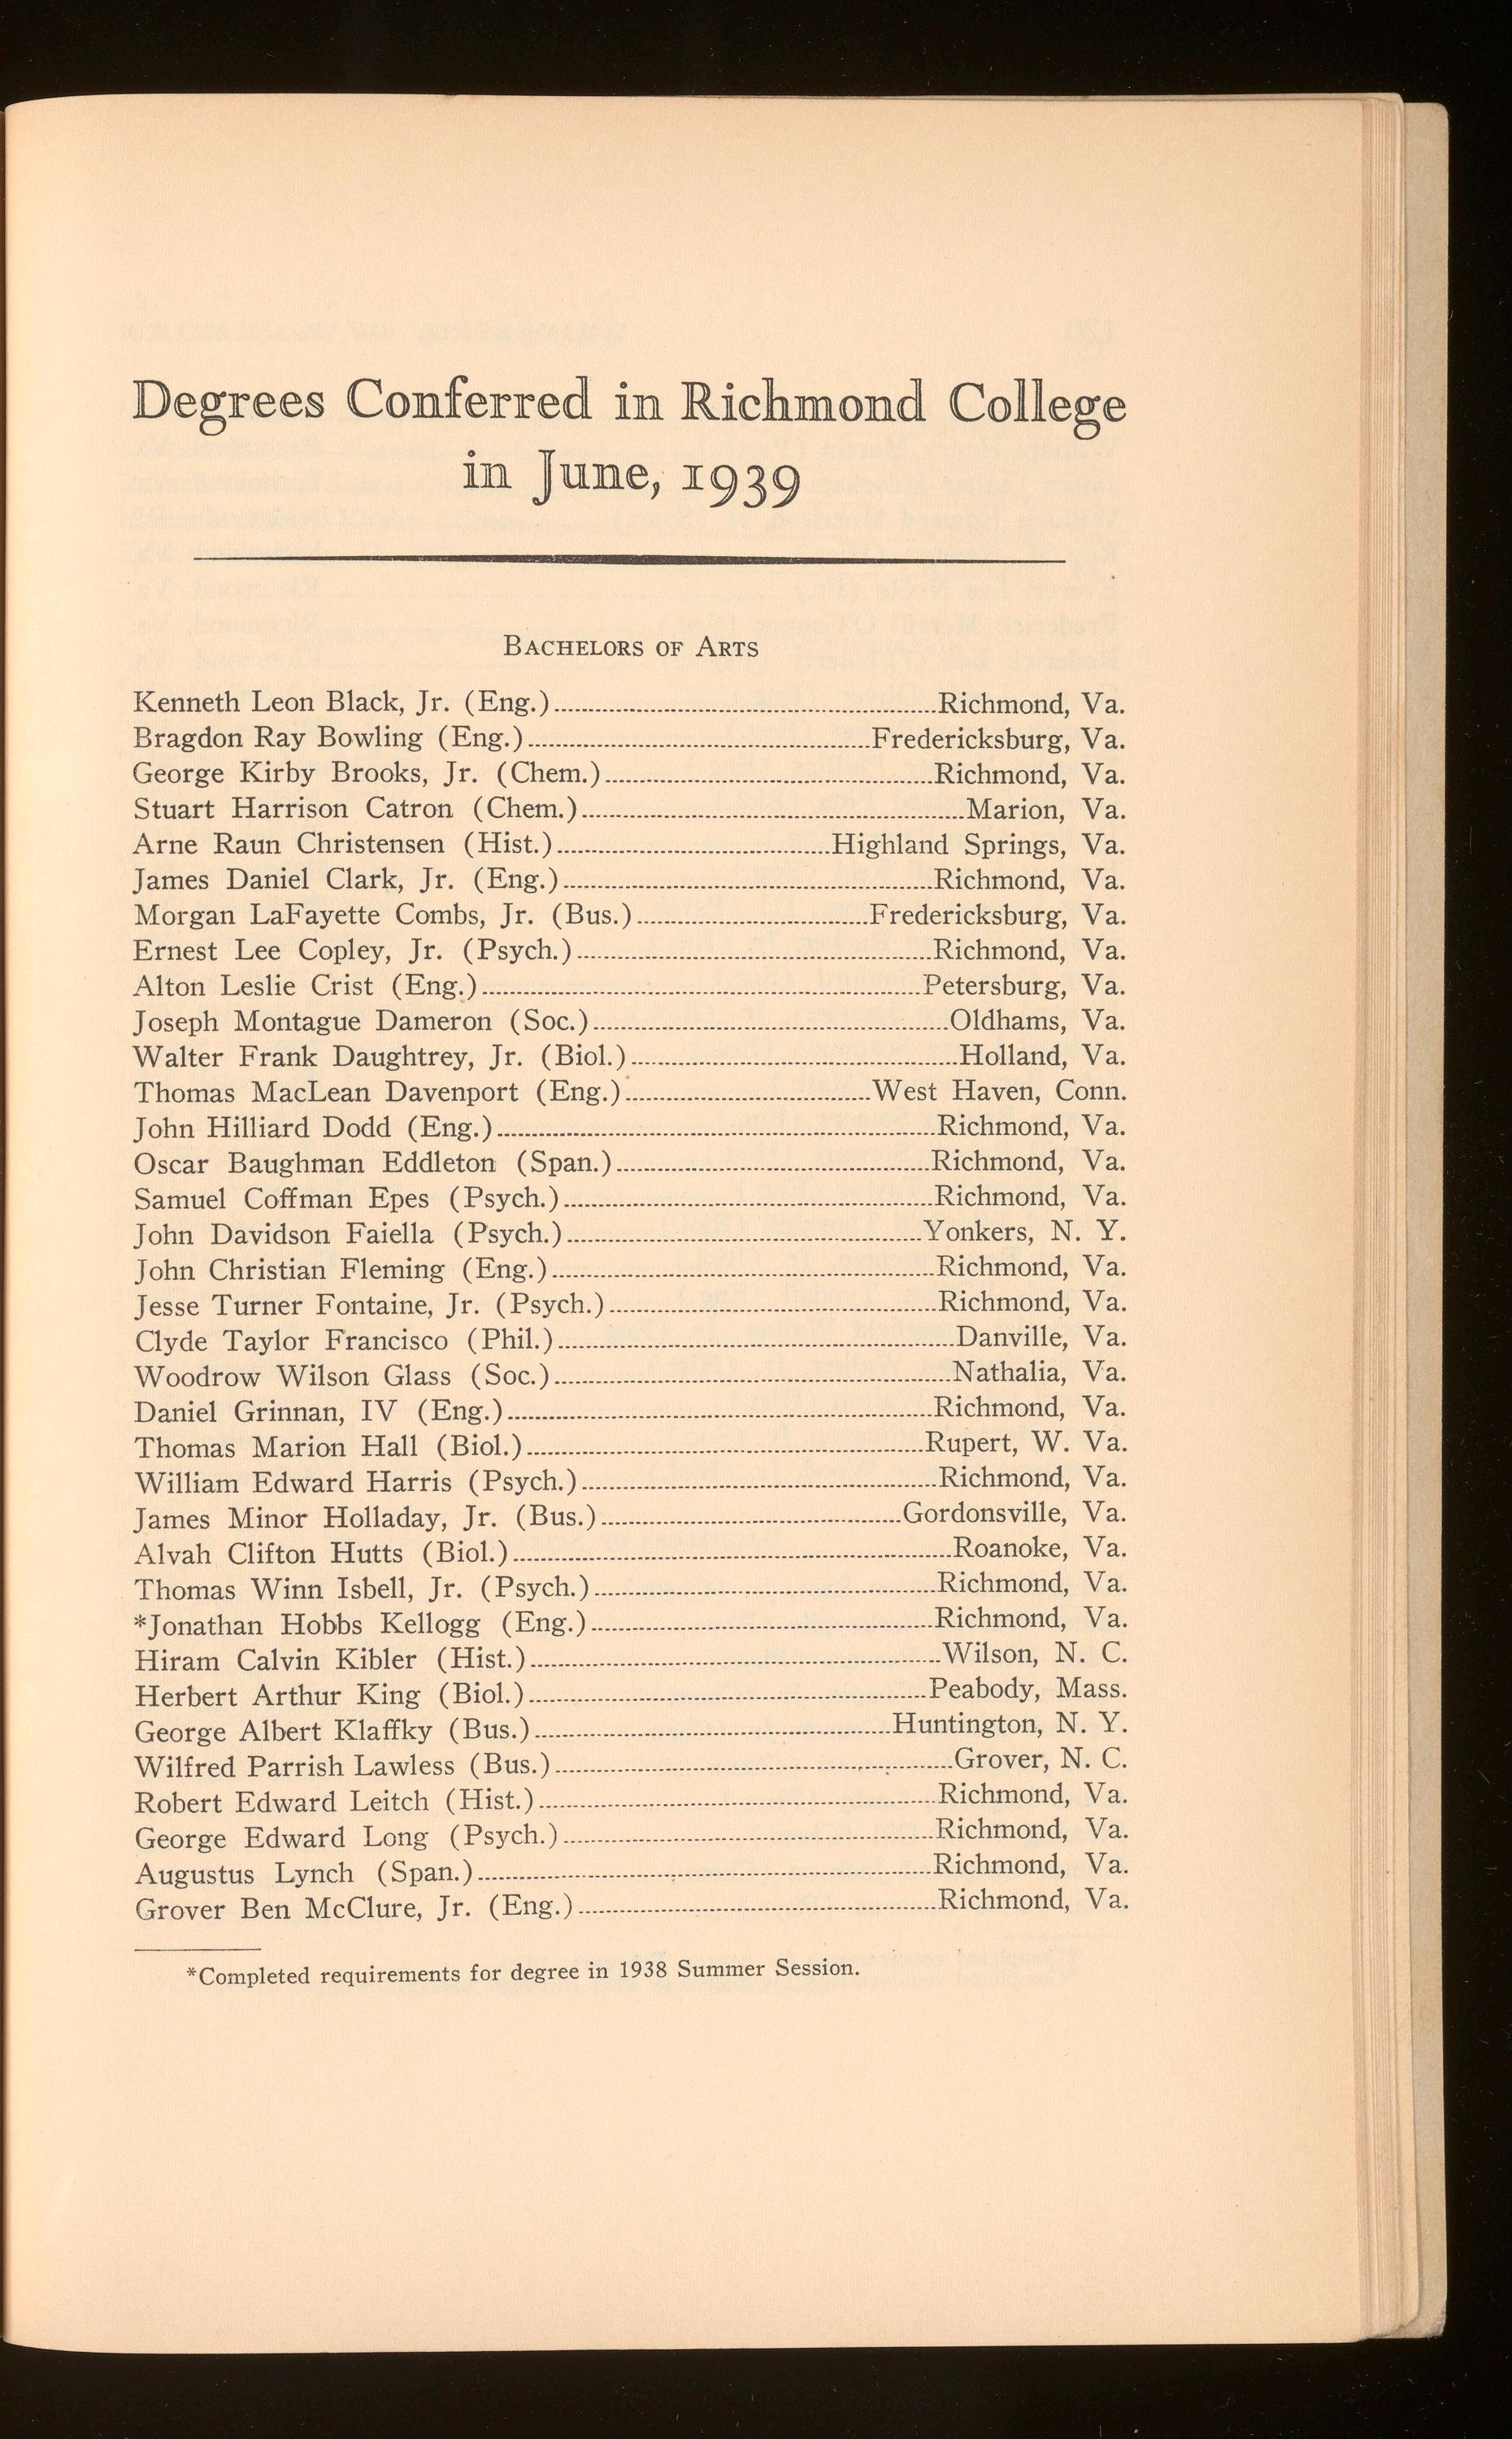 Degrees Conferred in Richmond College
in June, 1939
BACHELORS OF ARTS
Kenneth Leon Black, Jr. (Eng.) Richmond, Va.
Bragdon Ray Bowling (Eng.) Fredericksburg, Va.
George Kirby Brooks, Jr. (Chem.) Richmond, Va.
Stuart Harrison Catron (Chem.) Marion, Va.
Arne Raun Christensen (Hist.) Highland Springs, Va.
James Daniel Clark, Jr. (Eng.) Richmond, Va.
Morgan LaFayette Combs, Jr. (Bus.) Fredericksburg, Va.
Ernest Lee Copley, Jr. (Psych.) Richmond, Va.
Alton Leslie Crist (Eng.) Petersburg, Va.
Joseph Montague Dameron (Soc.) Oldhams, Va.
Walter Frank Daughtrey, Jr. (Biol.) Holland, Va.
Thomas MacLean Davenport (Eng.) West Haven, Conn.
John Hilliard Dodd (Eng.) Richmond, Va.
Oscar Baughman Eddleton (Span.) Richmond, Va.
Samuel Coffman Epes (Psych.) Richmond, Va.
John Davidson Faiella (Psych.) Yonkers, N. Y.
John Christian Fleming (Eng.) Richmond, Va.
Jesse Turner Fontaine, Jr. (Psych.) Richmond, Va.
Clyde Taylor Francisco (Phil.) Danville, Va.
Woodrow Wilson Glass (Soc.) Nathalia, Va.
Daniel Grinnan, IV (Eng.) Richmond, Va.
Thomas Marion Hall (Biol.) Rupert, W. Va.
William Edward Harris (Psych.) Richmond, Va.
James Minor Holladay, Jr. (Bus.) Gordonsville, Va.
Alvah Clifton Hutts (Biol.) Roanoke, Va.
Thomas Winn Isbell, Jr. (Psych.) Richmond, Va.
*Jonathan Hobbs Kellogg (Eng.) Richmond, Va.
Hiram Calvin Kibler (Hist.) Wilson, N. C.
Herbert Arthur King (Biol.) Peabody, Mass.
George Albert Klaffky (Bus.) Huntington, N. Y.
Wilfred Parrish Lawless (Bus.) Grover, N. C.
Robert Edward Leitch (Hist.) Richmond, Va.
George Edward Long (Psych.) Richmond, Va.
Augustus Lynch (Span.) Richmond, Va.
Grover Ben McClure, Jr. (Eng.) Richmond, Va.
*Completed requirements for degree in 1938 Summer Session.